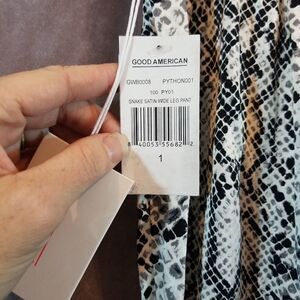 GOOD AMERICAN
GWB0008 PYTHON001
100 PY01
SNAKE SATIN WIDE LEG PANT
8 40053 55682 2
1